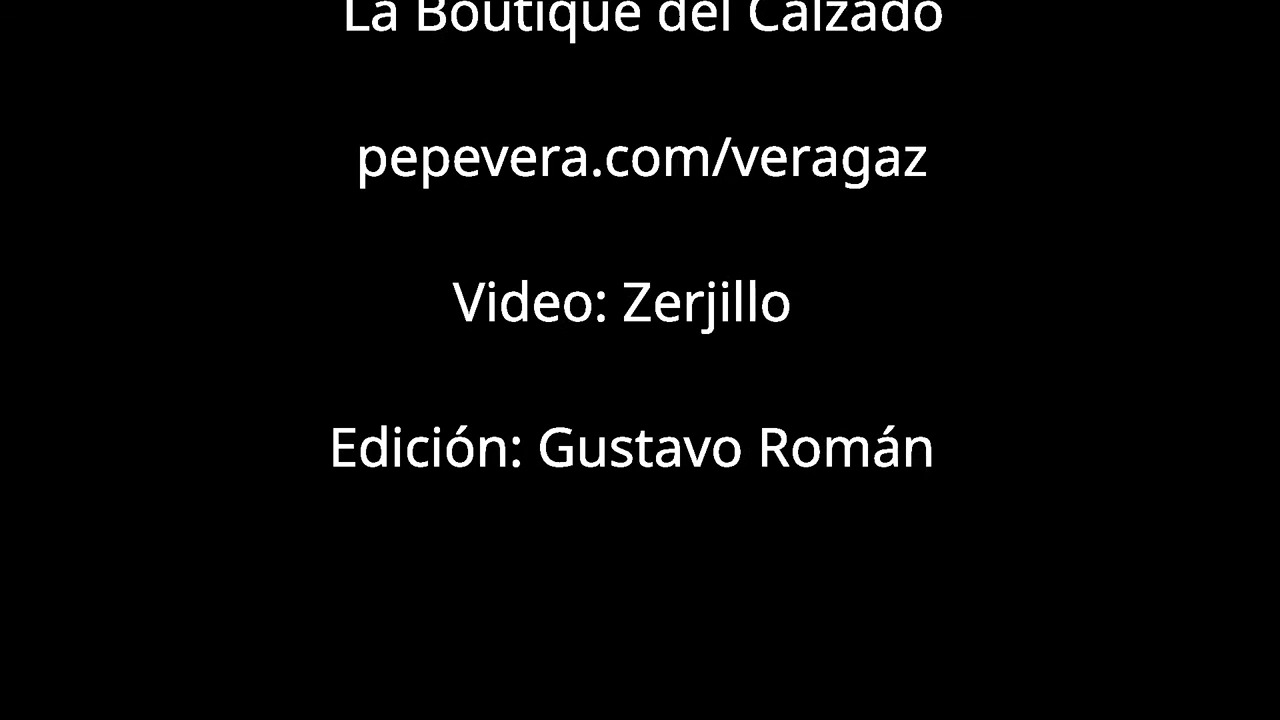 La Boutique del Calzado
pepevera.com/veragaz
Video: Zerjillo
Edición: Gustavo Román